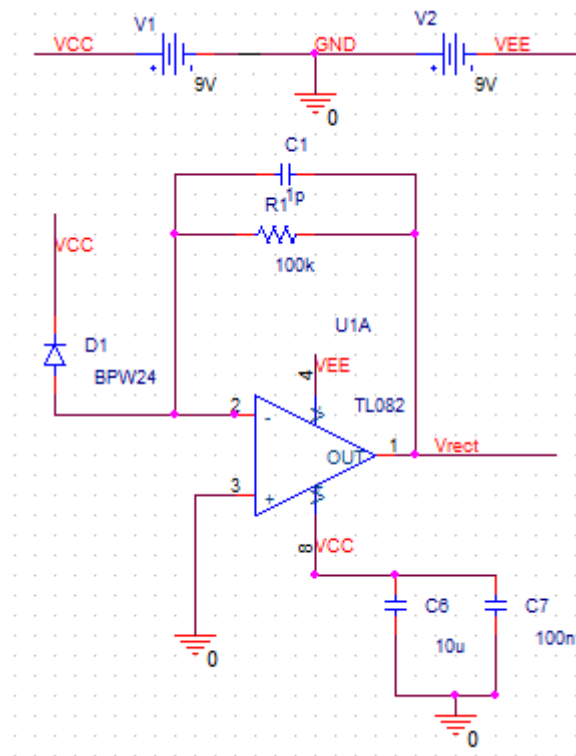 V1
V2
VCC
GND
VEE
9V
9V
0
C1
1p
R1
100k
VCC
D1
BPW24
U1A
4
VEE
TL082
2
-
OUT
1
Vrect
3
+
8
VCC
C6
C7
10u
100n
0
0